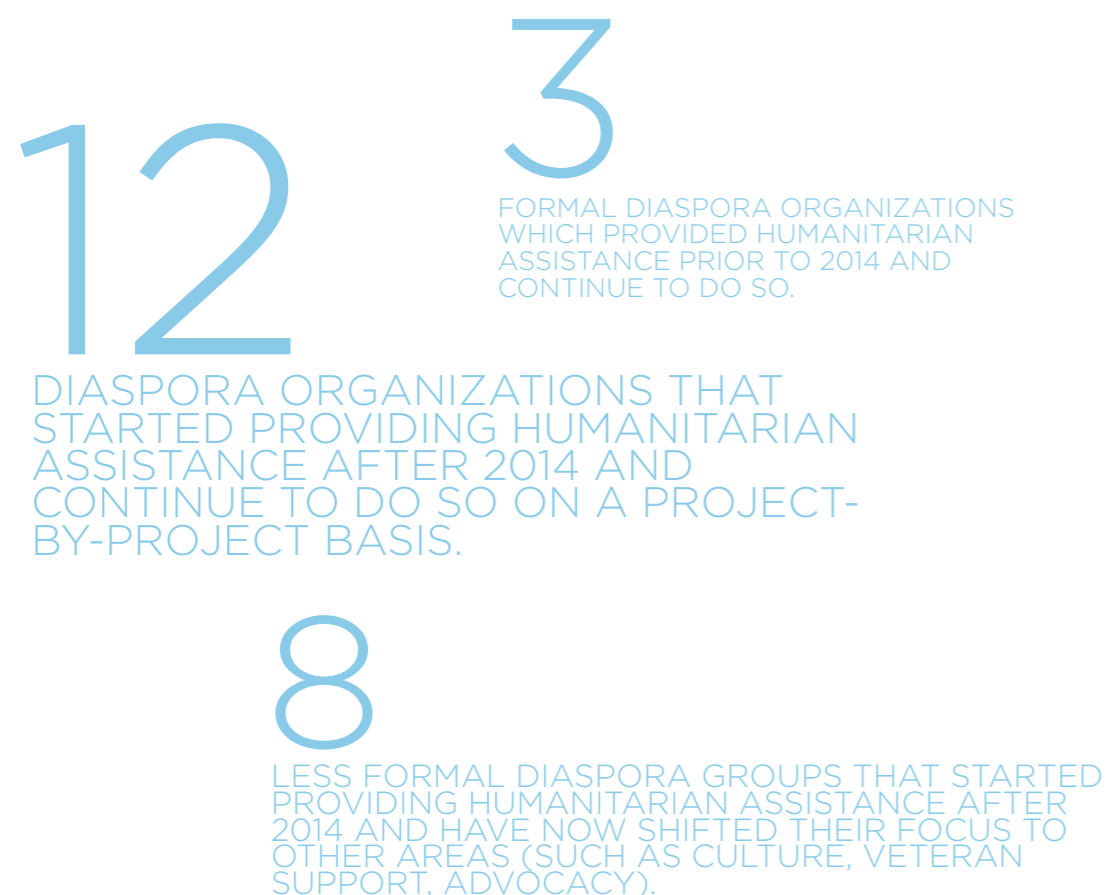 3
FORMAL DIASPORA ORGANIZATIONS
WHICH PROVIDED HUMANITARIAN
ASSISTANCE PRIOR TO 2014 AND
CONTINUE TO DO SO.
12
DIASPORA ORGANIZATIONS THAT
STARTED PROVIDING HUMANITARIAN
ASSISTANCE AFTER 2014 AND
CONTINUE TO DO SO ON A PROJECT-
BY-PROJECT BASIS.
8
LESS FORMAL DIASPORA GROUPS THAT STARTED
PROVIDING HUMANITARIAN ASSISTANCE AFTER
2014 AND HAVE NOW SHIFTED THEIR FOCUS TO
OTHER AREAS (SUCH AS CULTURE, VETERAN
SUPPORT, ADVOCACY).